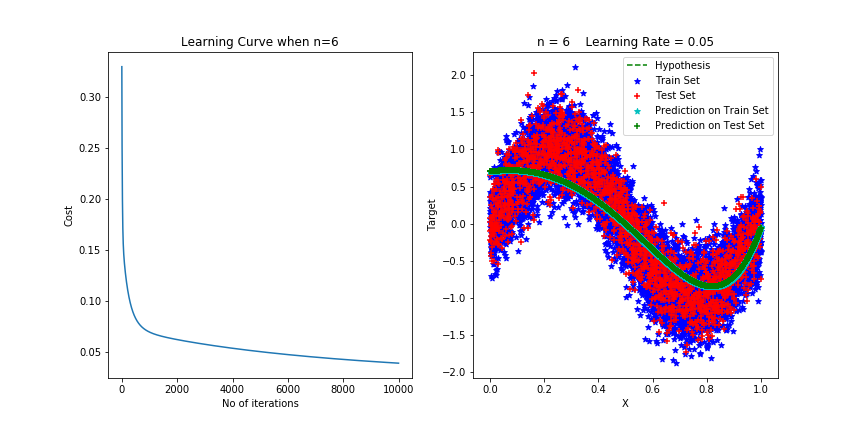 Learning Curve when n=6
0.30
0.25
0.20
0.15
0.10
0.05
Cost
0
2000
4000
6000
8000
10000
No of iterations
n = 6    Learning Rate = 0.05
Hypothesis
Train Set
Test Set
Prediction on Train Set
Prediction on Test Set
2.0
1.5
1.0
0.5
0.0
−0.5
−1.0
−1.5
−2.0
Target
0.0
0.2
0.4
0.6
0.8
1.0
X